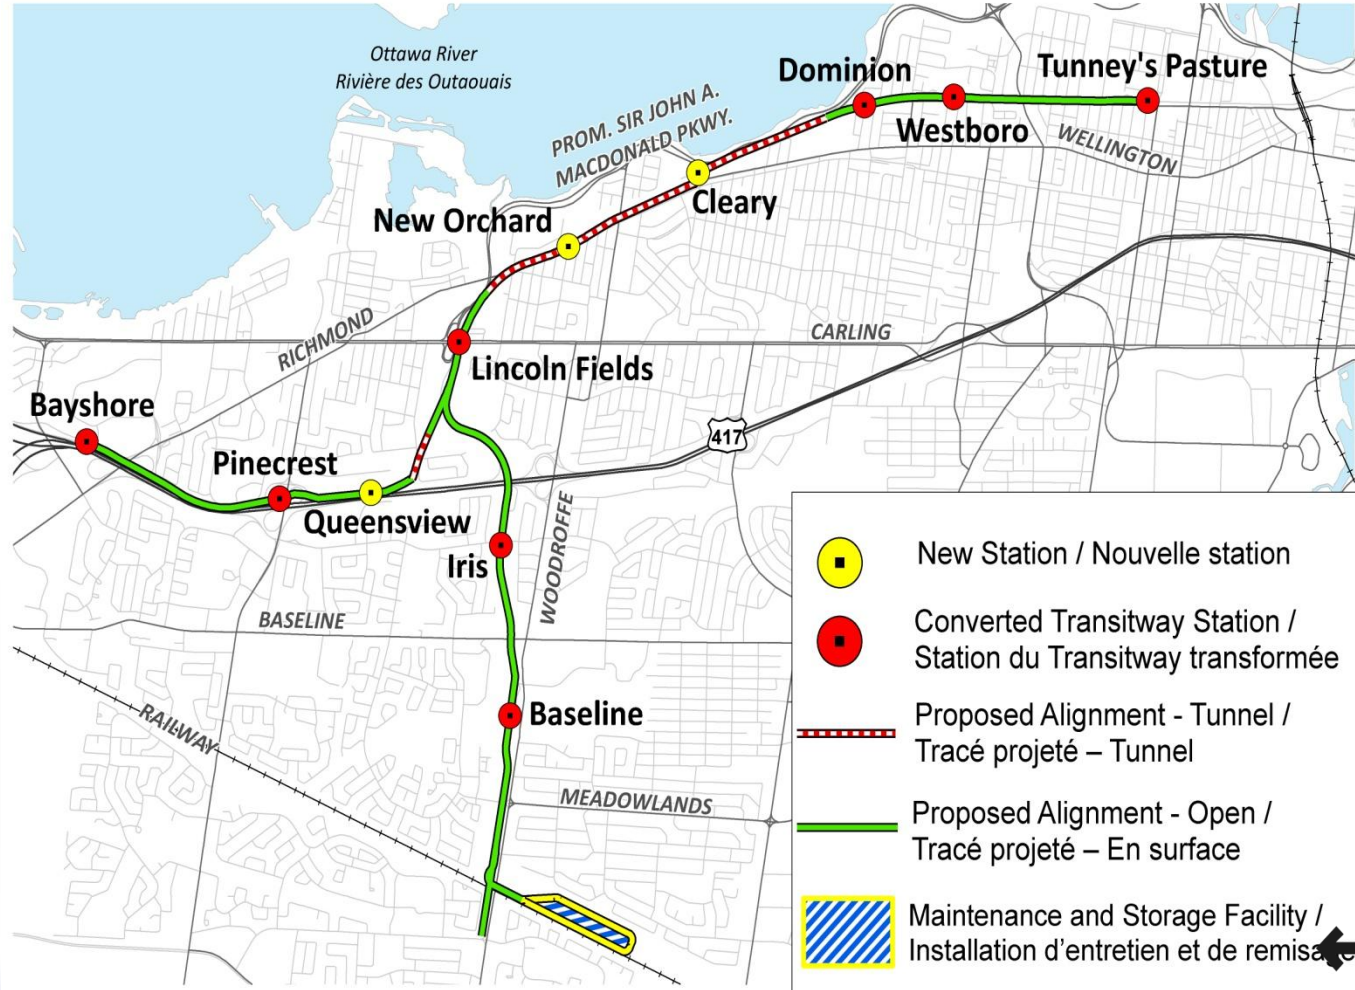 Ottawa River
Rivière des Outaouais
PROM. SIR JOHN A.
MACDONALD PKWY.
Dominion
Tunney's Pasture
Westboro
WELLINGTON
Cleary
New Orchard
RICHMOND
CARLING
Lincoln Fields
Bayshore
417
Pinecrest
Queensview
Iris
WOODROFFE
BASELINE
Baseline
RAILWAY
MEADOWLANDS
New Station / Nouvelle station
Converted Transitway Station /
Station du Transitway transformée
Proposed Alignment - Tunnel /
Tracé projeté – Tunnel
Proposed Alignment - Open /
Tracé projeté – En surface
Maintenance and Storage Facility /
Installation d'entretien et de